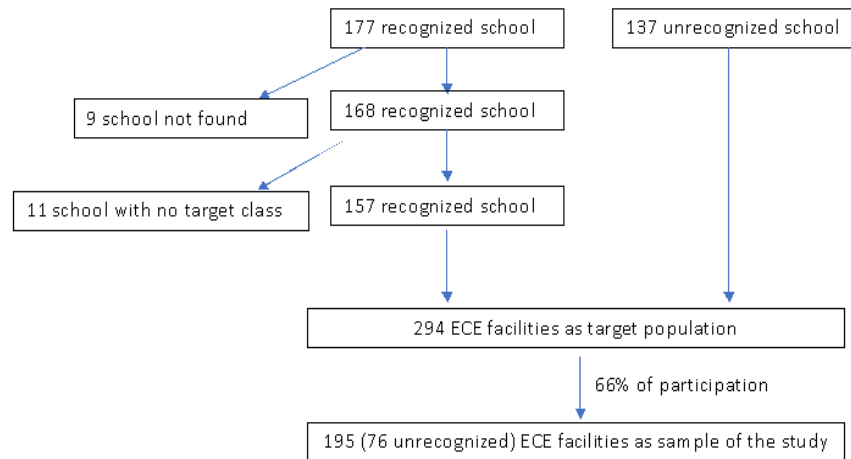 177 recognized school
137 unrecognized school
9 school not found
168 recognized school
11 school with no target class
157 recognized school
294 ECE facilities as target population
66% of participation
195 (76 unrecognized) ECE facilities as sample of the study